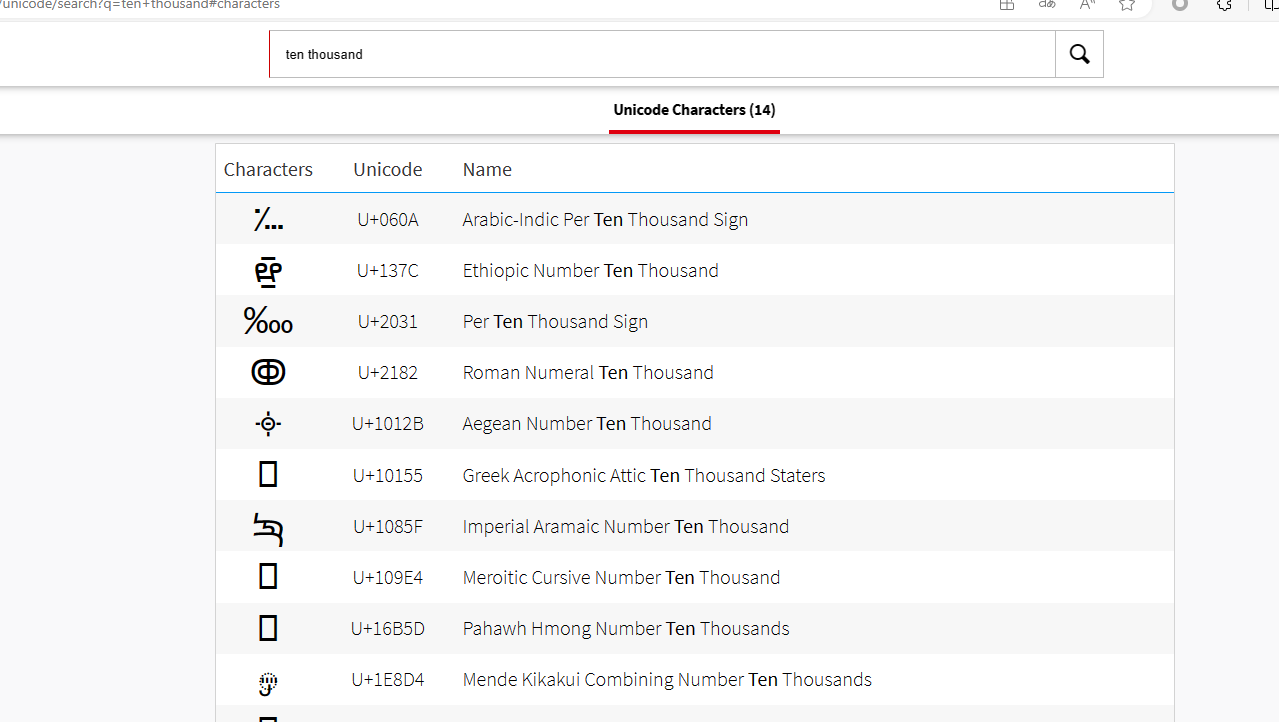 /unicode/search?q=ten+thousand#characters
ten thousand
Unicode Characters (14)
Characters Unicode Name
؊ U+060A Arabic-Indic Per Ten Thousand Sign
፼ U+137C Ethiopic Number Ten Thousand
‱ U+2031 Per Ten Thousand Sign
ↂ U+2182 Roman Numeral Ten Thousand
𐄫 U+1012B Aegean Number Ten Thousand
U+10155 Greek Acrophonic Attic Ten Thousand Staters
𐡟 U+1085F Imperial Aramaic Number Ten Thousand
U+109E4 Meroitic Cursive Number Ten Thousand
U+16B5D Pahawh Hmong Number Ten Thousands
U+1E8D4 Mende Kikakui Combining Number Ten Thousands